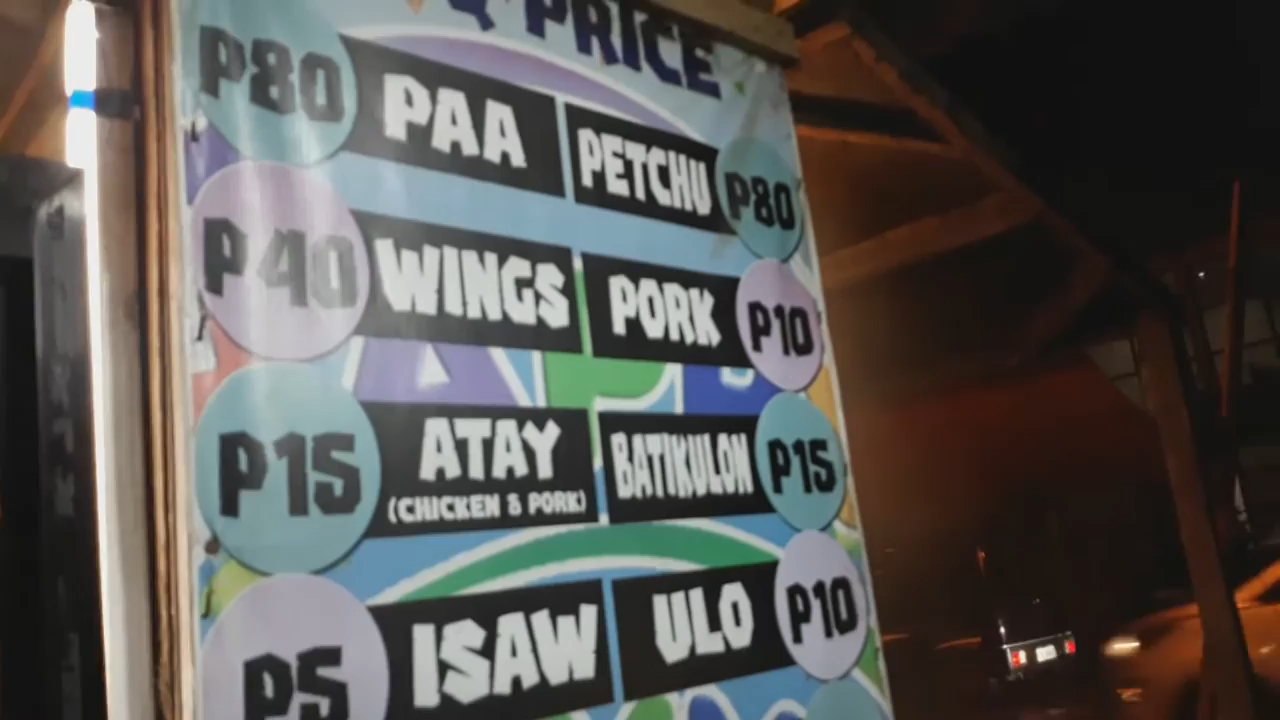 Q PRICE
P80 PAA PETCHU P80
P40 WINGS PORK P10
P15 ATAY BATIKULON P15
(CHICKEN & PORK)
P5 ISAW ULO P10